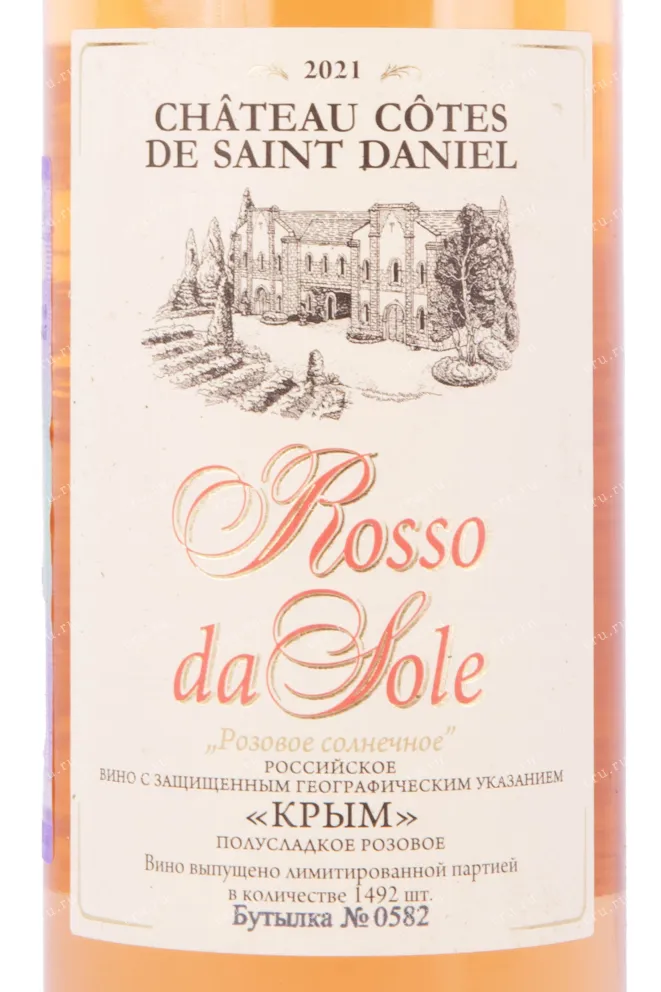 2021
CHÂTEAU CÔTES
DE SAINT DANIEL
Rosso
da Sole
„Розовое солнечное”
РОССИЙСКОЕ
ВИНО С ЗАЩИЩЕННЫМ ГЕОГРАФИЧЕСКИМ УКАЗАНИЕМ
«КРЫМ»
ПОЛУСЛАДКОЕ РОЗОВОЕ
Вино выпущено лимитированной партией
в количестве 1492 шт.
Бутылка №0582